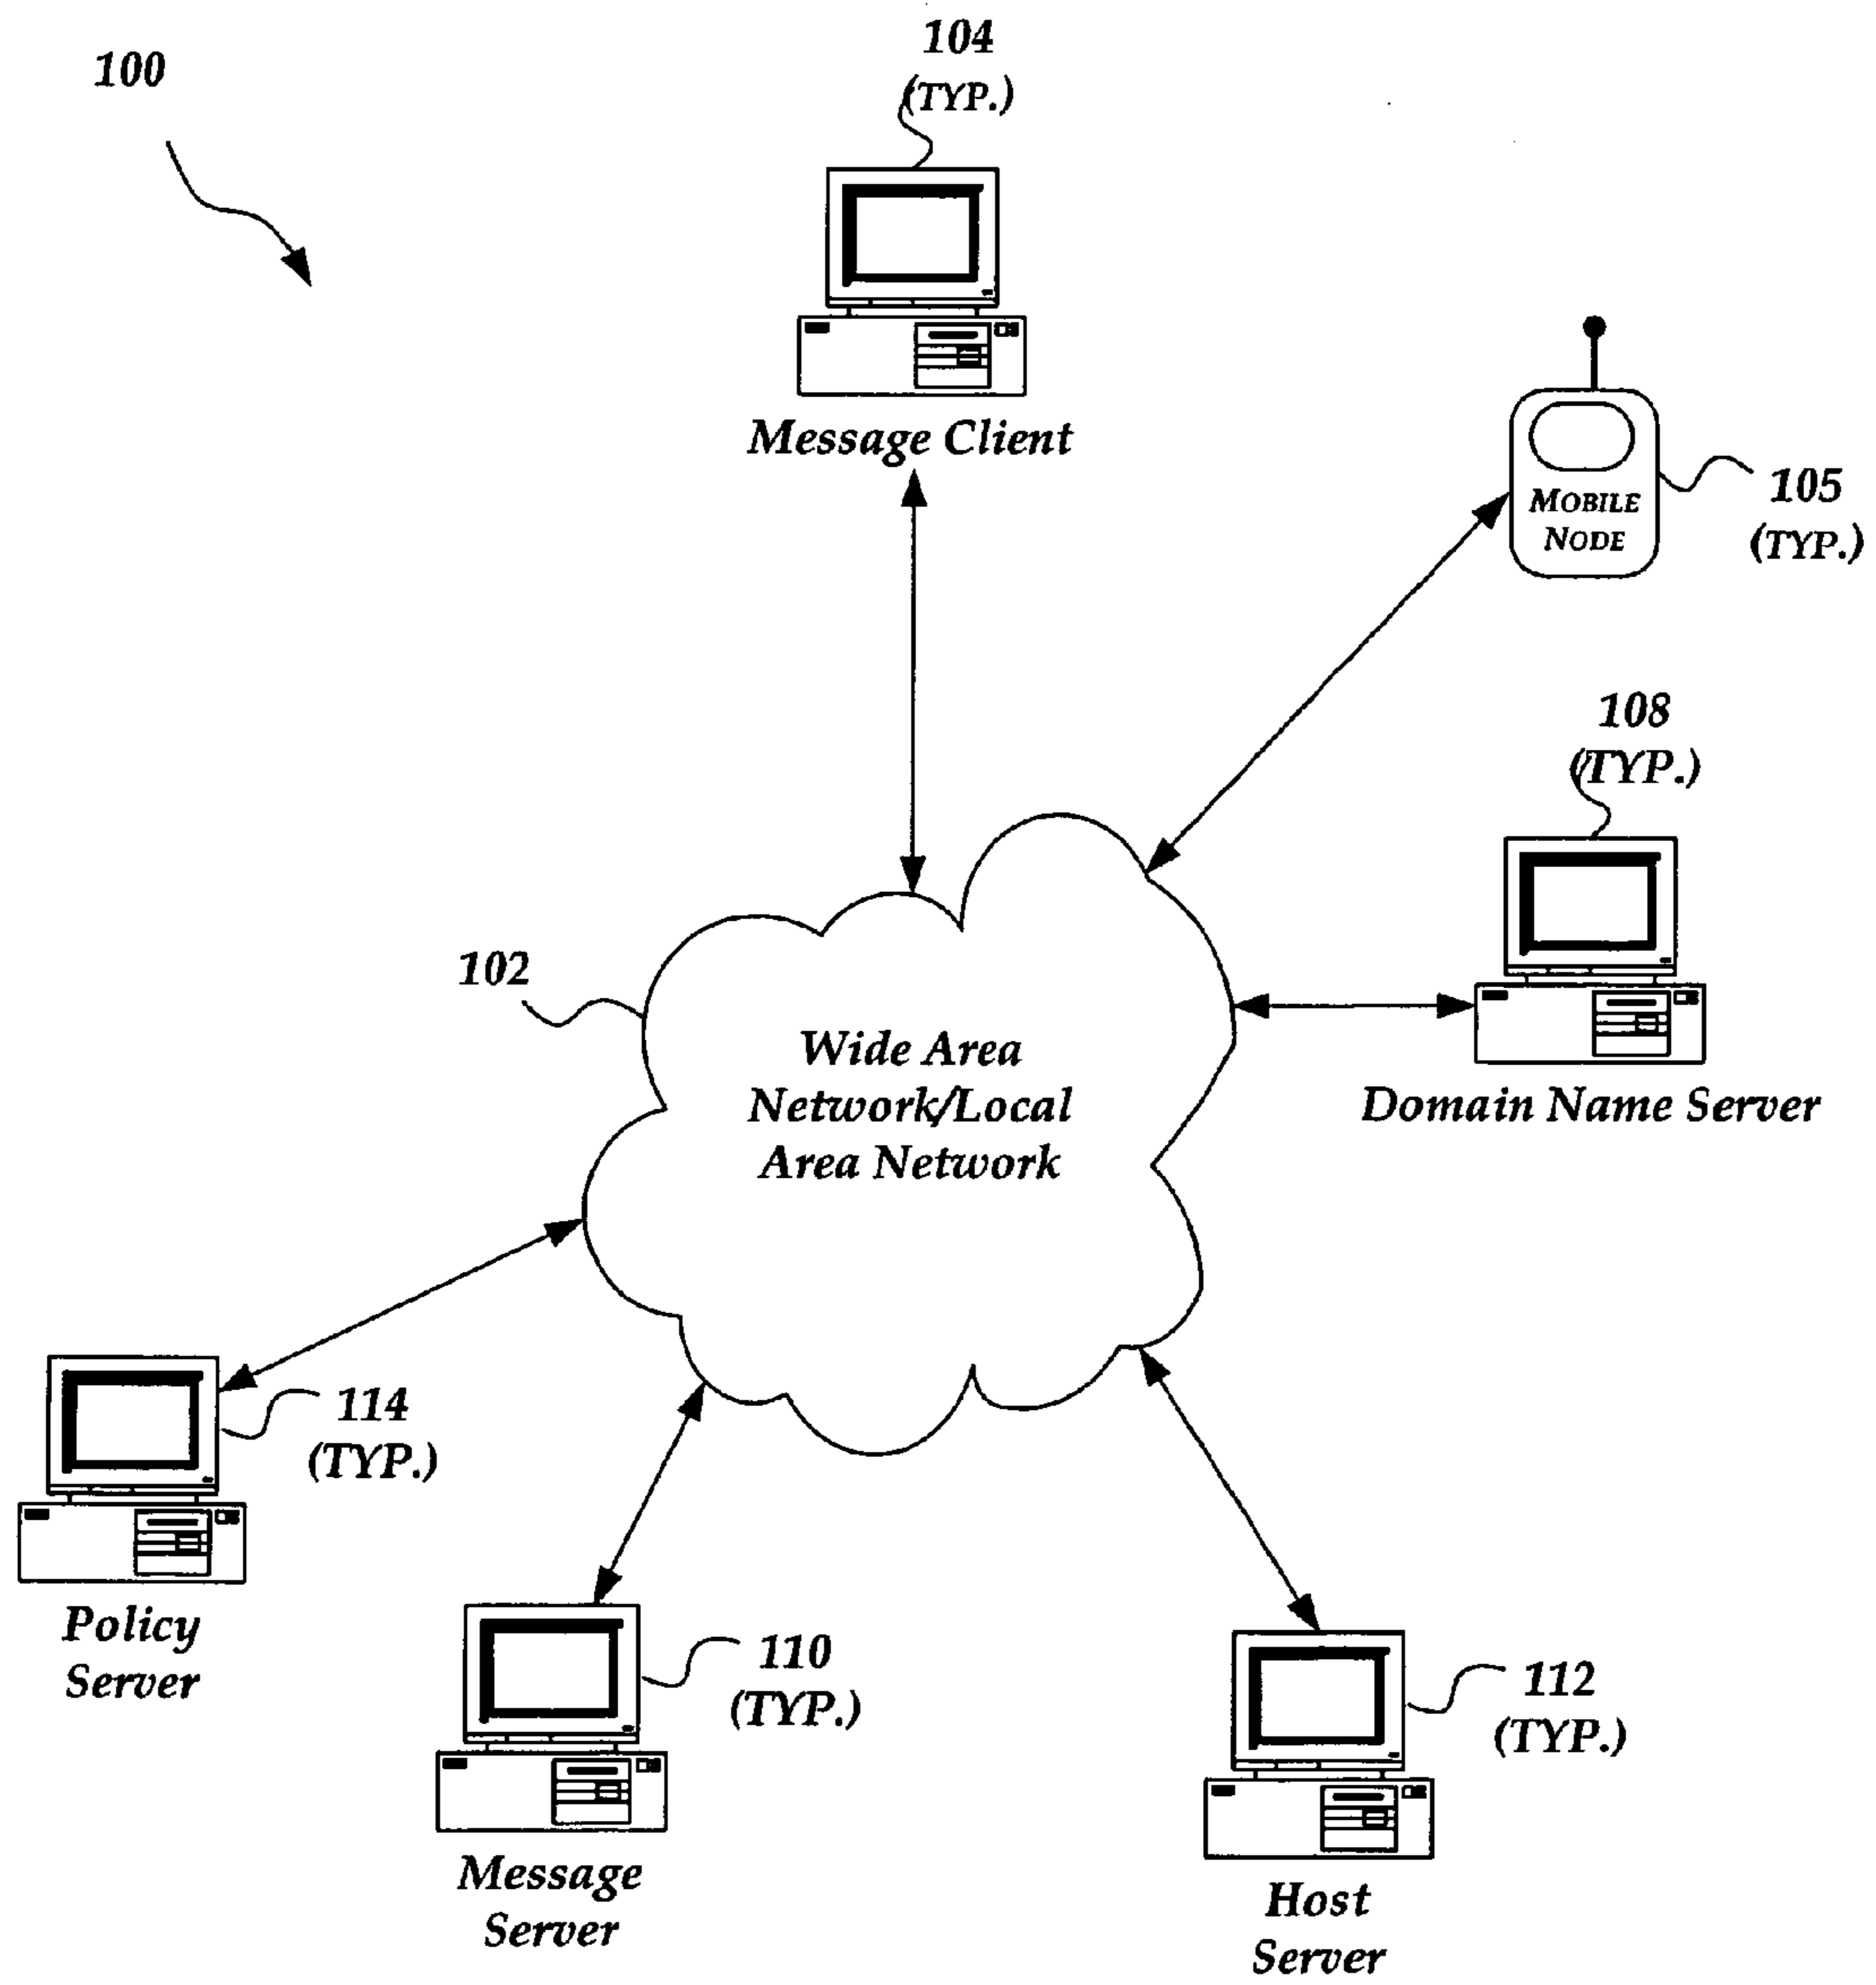 100
104
(TYP.)
Message Client
MOBILE
NODE
105
(TYP.)
108
(TYP.)
Domain Name Server
102
Wide Area
Network/Local
Area Network
114
(TYP.)
Policy
Server
110
(TYP.)
Message
Server
112
(TYP.)
Host
Server